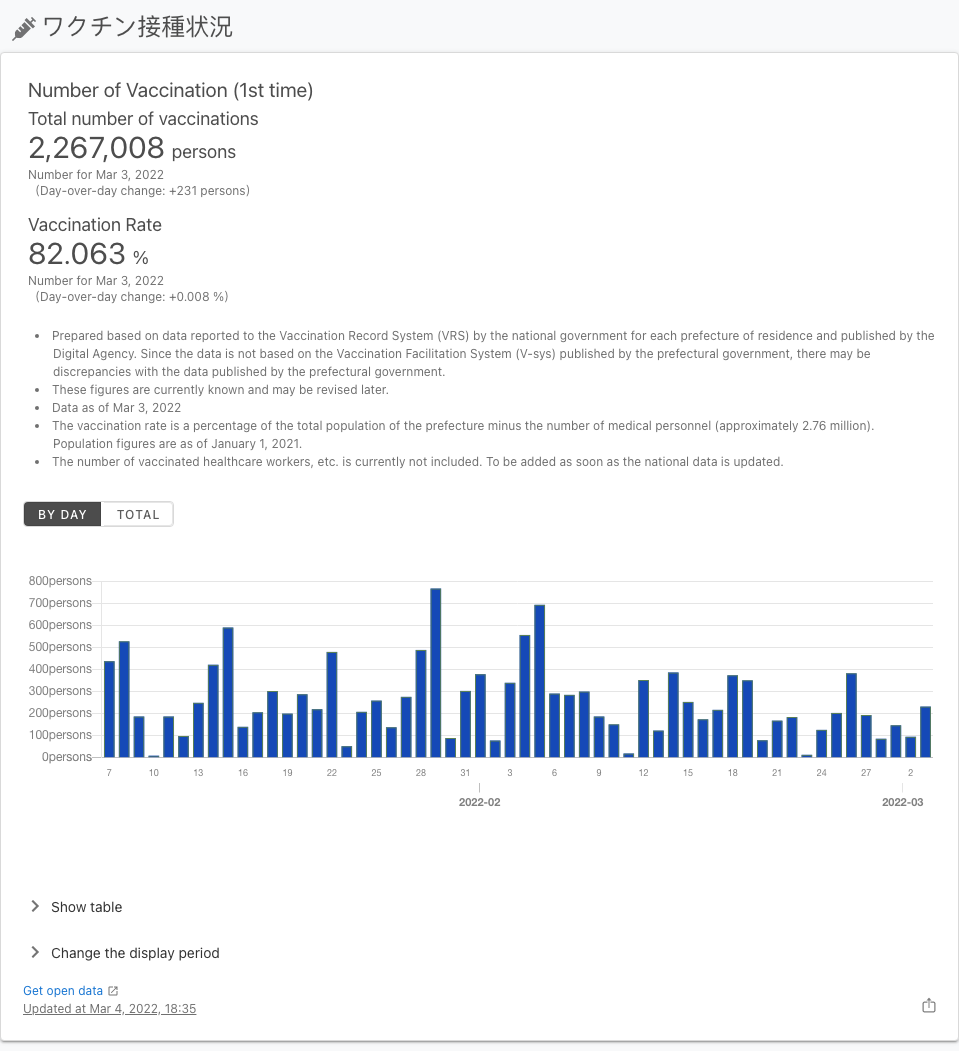 ワクチン接種状況
Number of Vaccination (1st time)
Total number of vaccinations
2,267,008 persons
Number for Mar 3, 2022
(Day-over-day change: +231 persons)
Vaccination Rate
82.063 %
Number for Mar 3, 2022
(Day-over-day change: +0.008 %)
• Prepared based on data reported to the Vaccination Record System (VRS) by the national government for each prefecture of residence and published by the
Digital Agency. Since the data is not based on the Vaccination Facilitation System (V-sys) published by the prefectural government, there may be
discrepancies with the data published by the prefectural government.
• These figures are currently known and may be revised later.
• Data as of Mar 3, 2022
• The vaccination rate is a percentage of the total population of the prefecture minus the number of medical personnel (approximately 2.76 million).
Population figures are as of January 1, 2021.
• The number of vaccinated healthcare workers, etc. is currently not included. To be added as soon as the national data is updated.
BY DAY TOTAL
800persons
700persons
600persons
500persons
400persons
300persons
200persons
100persons
0persons
7 10 13 16 19 22 25 28 31 3 6 9 12 15 18 21 24 27 2
2022-02 2022-03
Show table
Change the display period
Get open data
Updated at Mar 4, 2022, 18:35